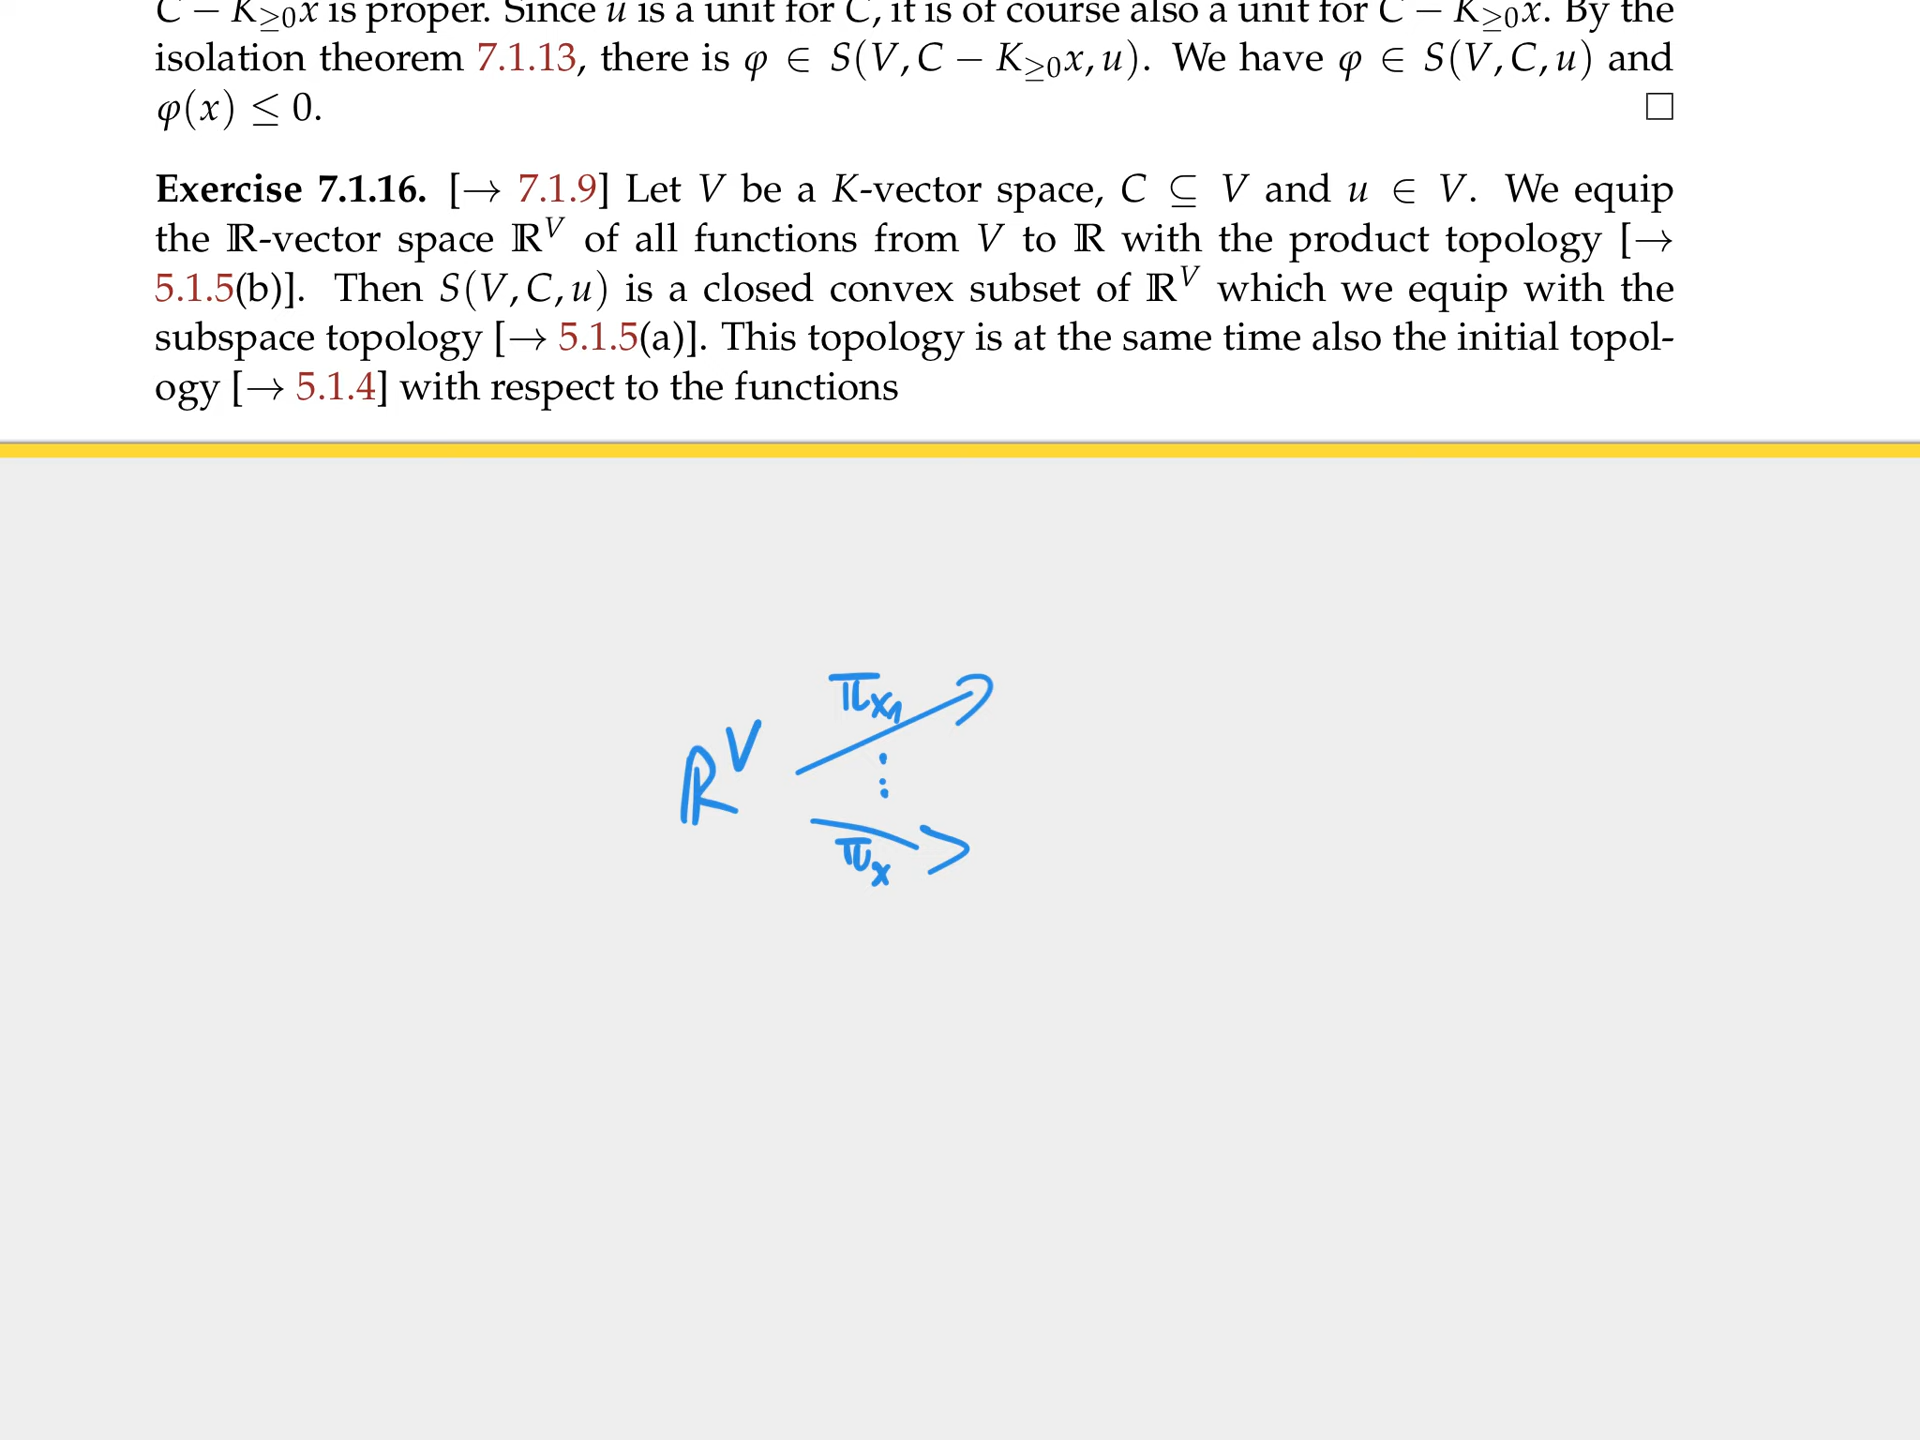 C − K≥0x is proper. Since u is a unit for C, it is of course also a unit for C − K≥0x. By the
isolation theorem 7.1.13, there is φ ∈ S(V, C − K≥0x, u). We have φ ∈ S(V, C, u) and
φ(x) ≤ 0. □
Exercise 7.1.16. [→ 7.1.9] Let V be a K-vector space, C ⊆ V and u ∈ V. We equip
the ℝ-vector space ℝ^V of all functions from V to ℝ with the product topology [→
5.1.5(b)]. Then S(V, C, u) is a closed convex subset of ℝ^V which we equip with the
subspace topology [→ 5.1.5(a)]. This topology is at the same time also the initial topol-
ogy [→ 5.1.4] with respect to the functions
π_x₁
ℝ^V
⋮
π_x